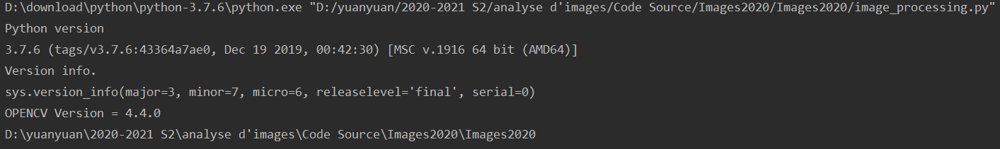 D:\download\python\python-3.7.6\python.exe "D:/yuanyuan/2020-2021 S2/analyse d'images/Code Source/Images2020/Images2020/image_processing.py"
Python version
3.7.6 (tags/v3.7.6:43364a7ae0, Dec 19 2019, 00:42:30) [MSC v.1916 64 bit (AMD64)]
Version info.
sys.version_info(major=3, minor=7, micro=6, releaselevel='final', serial=0)
OPENCV Version = 4.4.0
D:\yuanyuan\2020-2021 S2\analyse d'images\Code Source\Images2020\Images2020